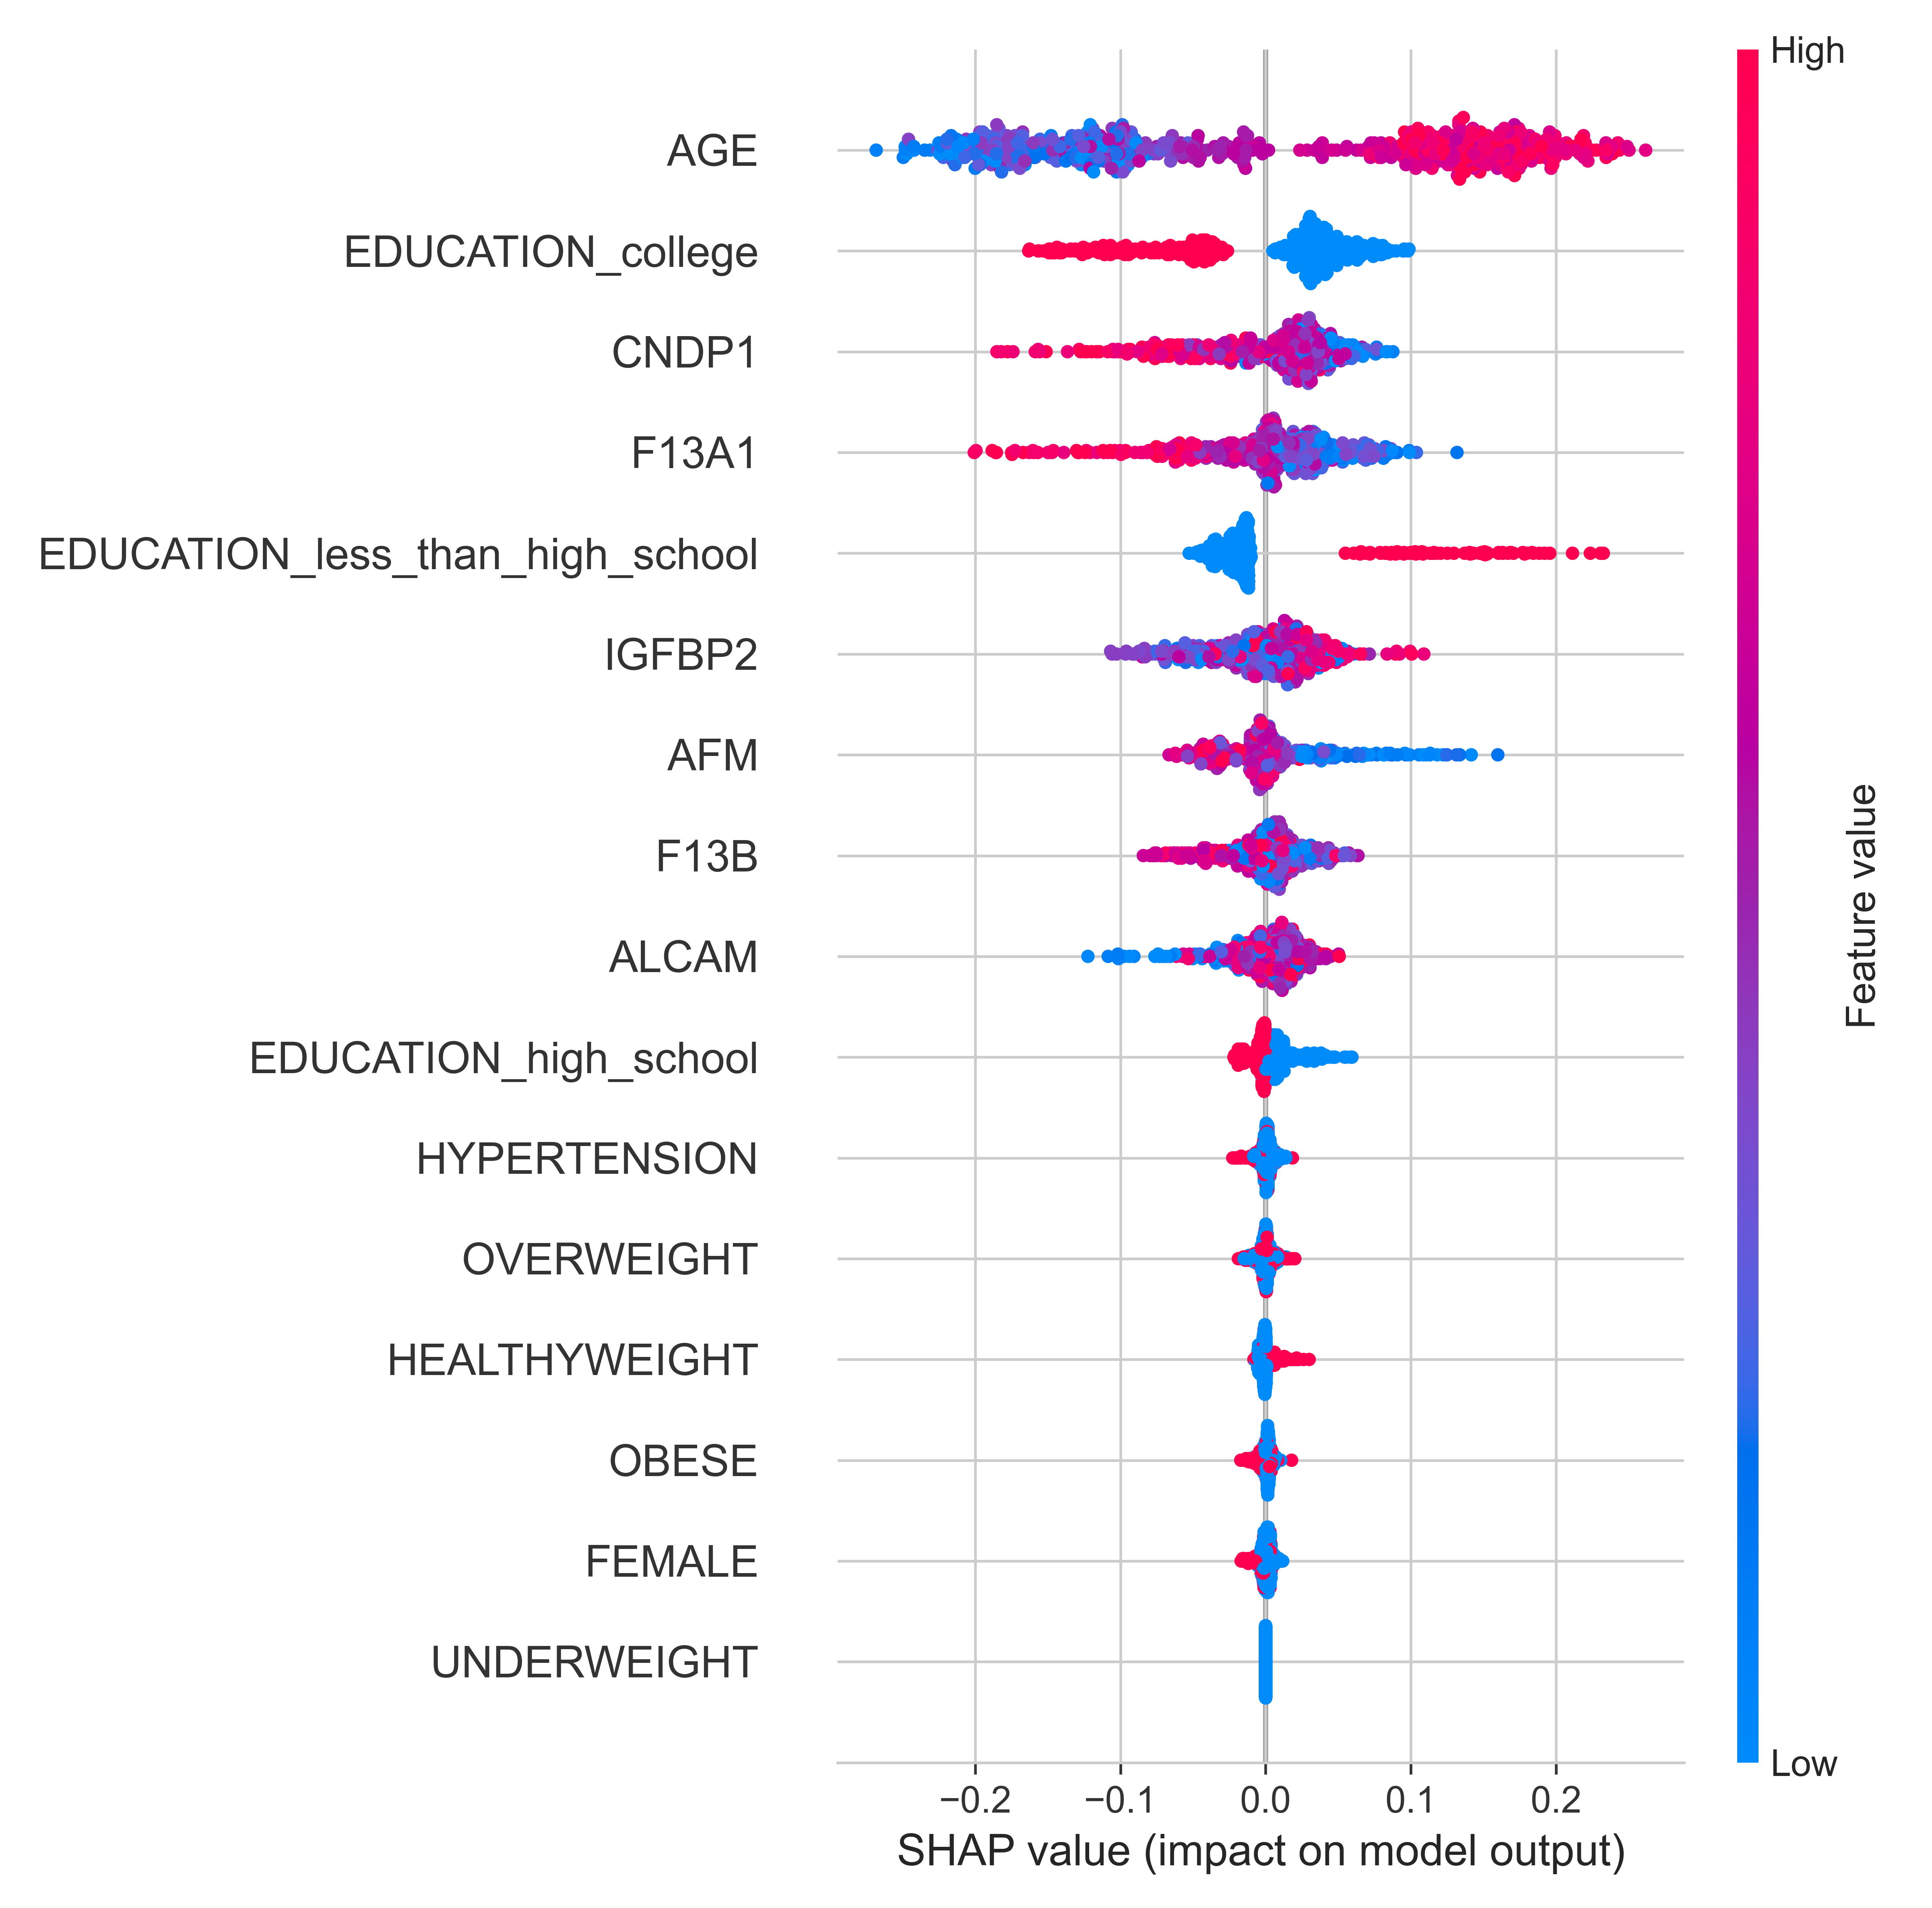 High
AGE
EDUCATION_college
CNDP1
F13A1
EDUCATION_less_than_high_school
IGFBP2
AFM
F13B
ALCAM
EDUCATION_high_school
HYPERTENSION
OVERWEIGHT
HEALTHYWEIGHT
OBESE
FEMALE
UNDERWEIGHT
Feature value
Low
−0.2 −0.1 0.0 0.1 0.2
SHAP value (impact on model output)